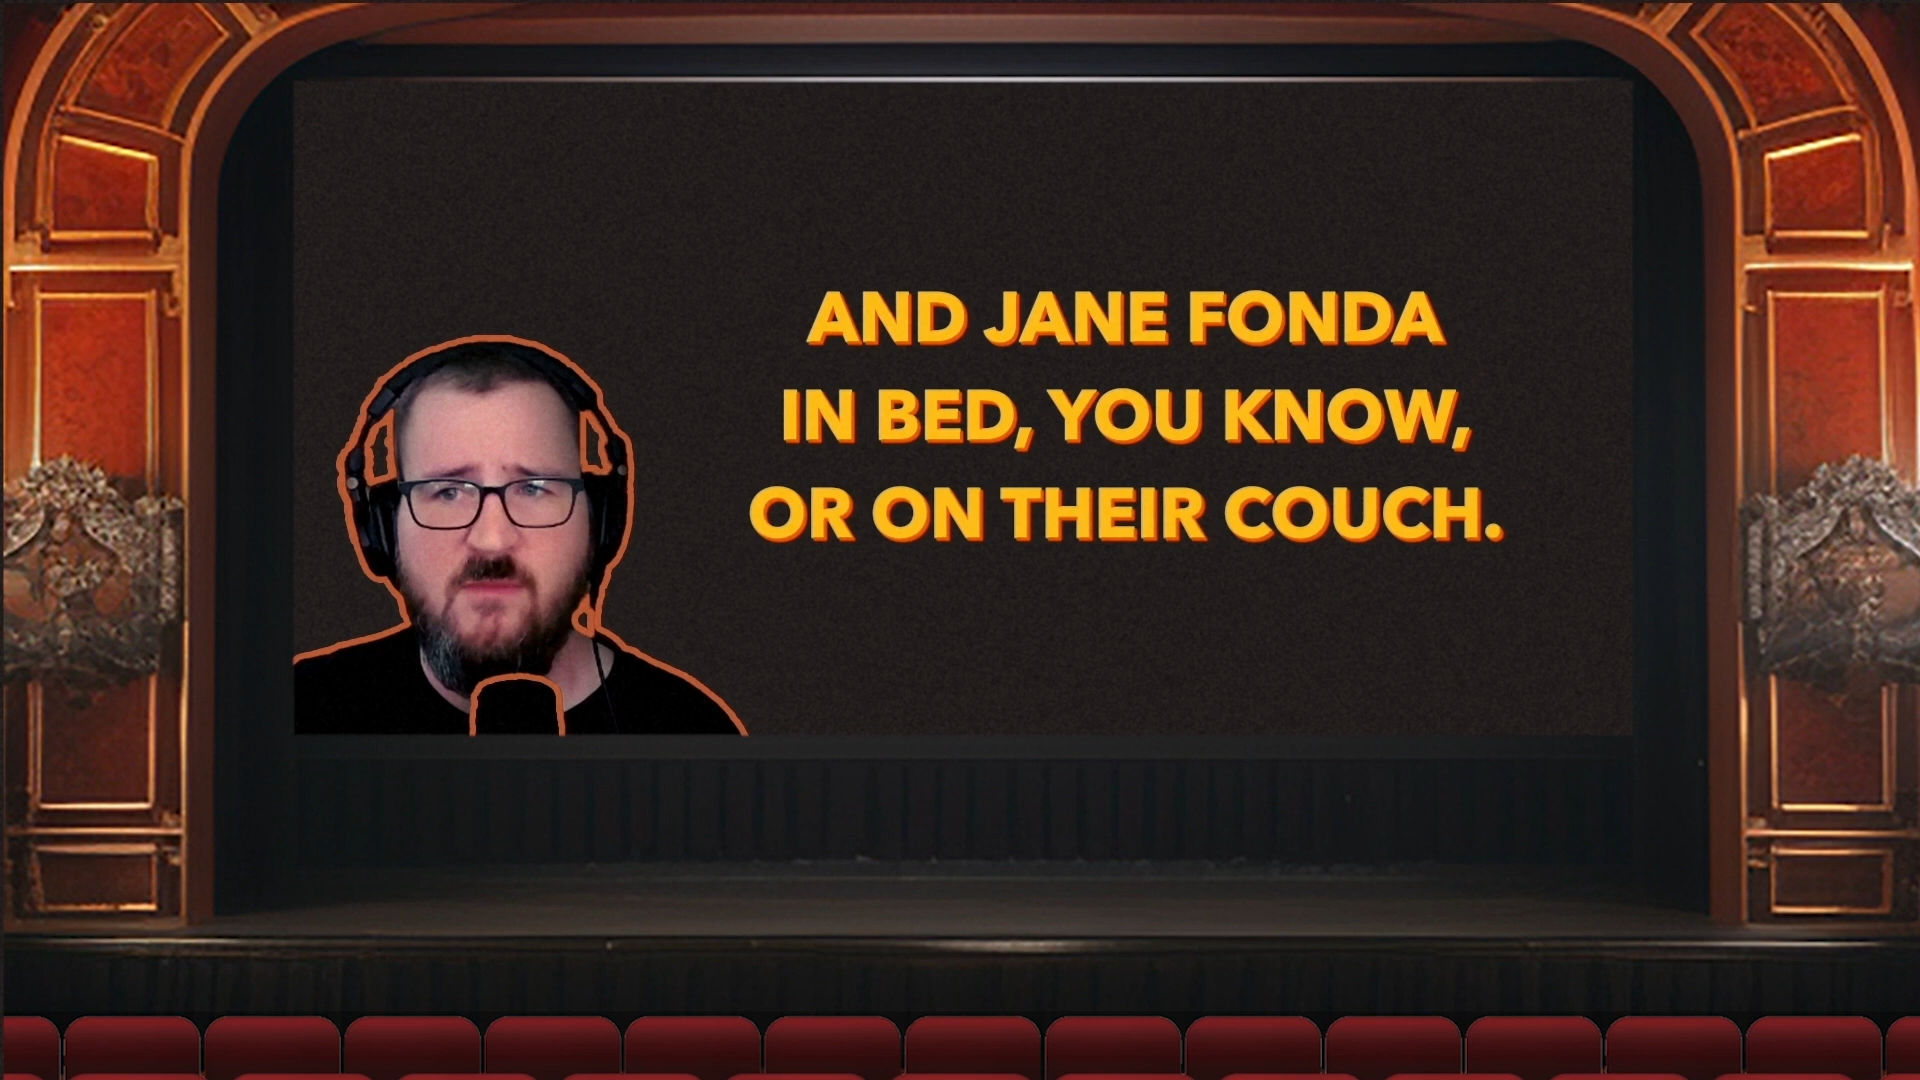 AND JANE FONDA
IN BED, YOU KNOW,
OR ON THEIR COUCH.